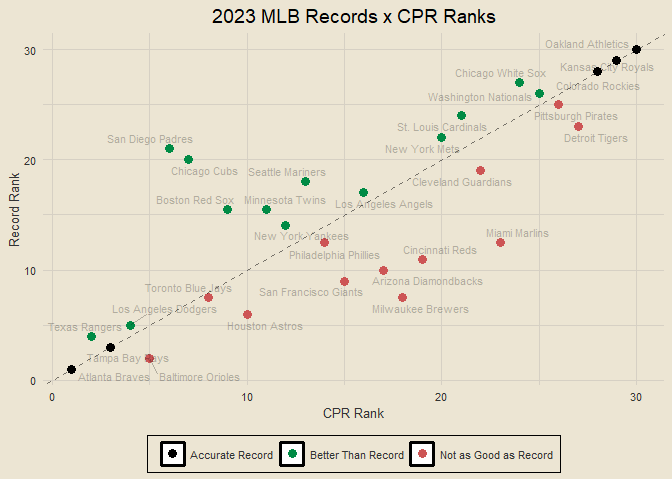 2023 MLB Records x CPR Ranks
30
Oakland Athletics
Kansas City Royals
Chicago White Sox
Colorado Rockies
Washington Nationals
Pittsburgh Pirates
St. Louis Cardinals
Detroit Tigers
San Diego Padres
New York Mets
20
Chicago Cubs
Seattle Mariners
Cleveland Guardians
Boston Red Sox
Minnesota Twins
Los Angeles Angels
New York Yankees
Miami Marlins
Philadelphia Phillies
Cincinnati Reds
10
Arizona Diamondbacks
Toronto Blue Jays
San Francisco Giants
Los Angeles Dodgers
Milwaukee Brewers
Texas Rangers
Houston Astros
Tampa Bay Rays
Atlanta Braves
Baltimore Orioles
0
Record Rank
0
10
20
30
CPR Rank
Accurate Record
Better Than Record
Not as Good as Record